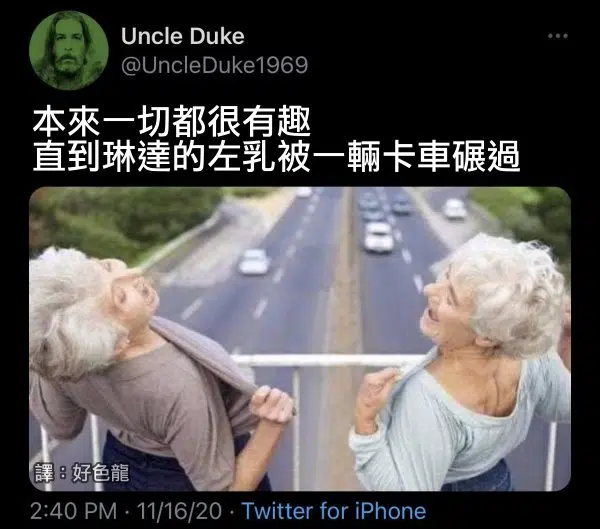 Uncle Duke
@UncleDuke1969
本來一切都很有趣
直到琳達的左乳被一輛卡車碾過
譯：好色龍
2:40 PM · 11/16/20 · Twitter for iPhone